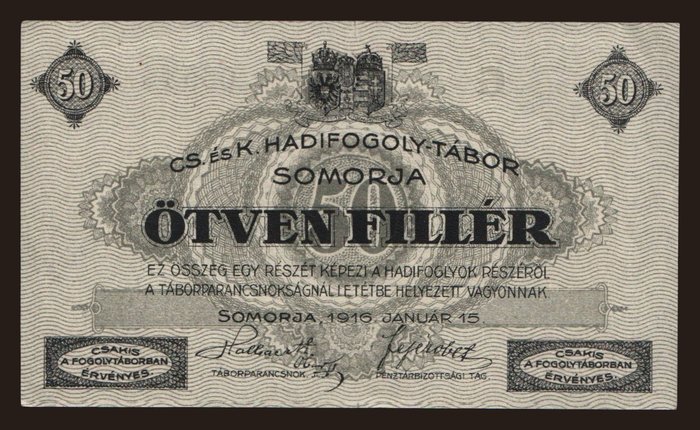 50
50
CS. ÉS K. HADIFOGOLY-TÁBOR
SOMORJA
50
ÖTVEN FILLÉR
EZ ÖSSZEG EGY RÉSZÉT KÉPEZI A HADIFOGLYOK RÉSZÉRŐL
A TÁBORPARANCSNOKSÁGNÁL LETÉTBE HELYEZETT VAGYONNAK
SOMORJA, 1916. JANUÁR 15.
CSAKIS
A FOGOLYTÁBORBAN
ÉRVÉNYES.
TÁBORPARANCSNOK
PÉNZTÁRBIZOTTSÁGI TAG.
CSAKIS
A FOGOLYTÁBORBAN
ÉRVÉNYES.